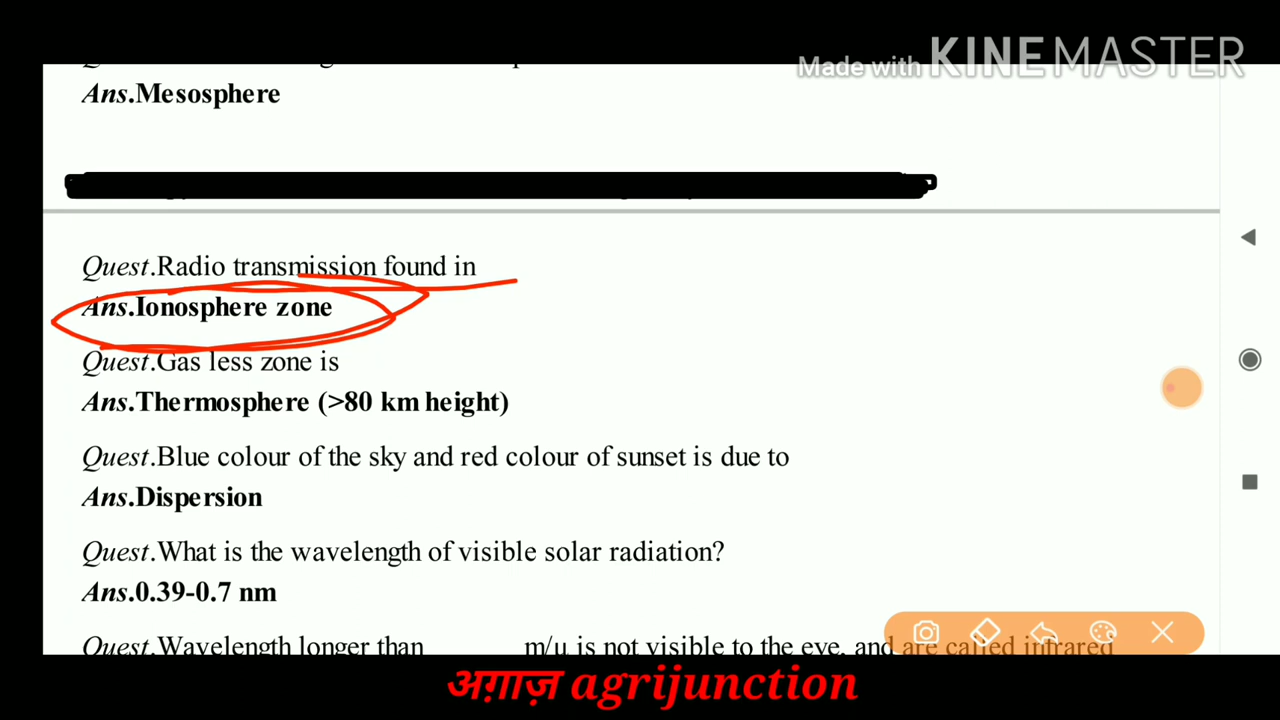 Made with KINEMASTER
Ans.Mesosphere
Quest.Radio transmission found in
Ans.Ionosphere zone
Quest.Gas less zone is
Ans.Thermosphere (>80 km height)
Quest.Blue colour of the sky and red colour of sunset is due to
Ans.Dispersion
Quest.What is the wavelength of visible solar radiation?
Ans.0.39-0.7 nm
Quest.Wavelength longer than m/µ is not visible to the eye, and are called infrared
अग़ाज़ agrijunction